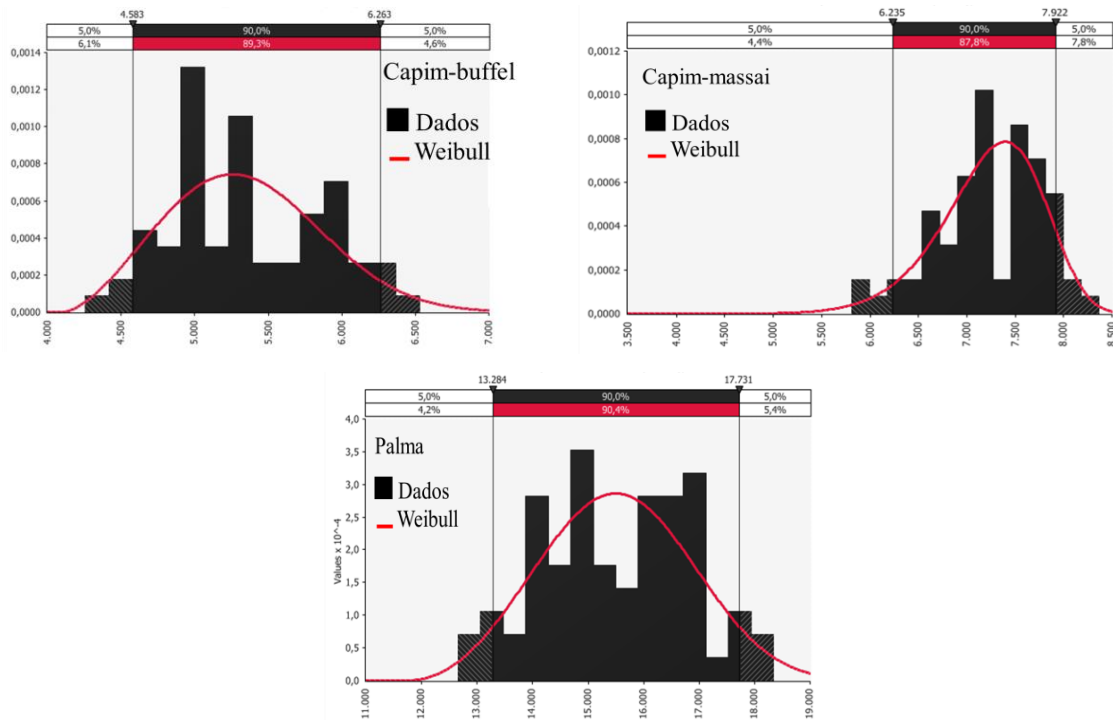 4.583 6.263
5,0% 90,0% 5,0%
6,1% 89,3% 4,6%
0,0014
0,0012
0,0010
0,0008
0,0006
0,0004
0,0002
0,0000
Capim-buffel
Dados
Weibull
4.000 4.500 5.000 5.500 6.000 6.500 7.000
6.235 7.922
5,0% 90,0% 5,0%
4,4% 87,8% 7,8%
0,0012
0,0010
0,0008
0,0006
0,0004
0,0002
0,0000
Capim-massai
Dados
Weibull
3.500 4.000 4.500 5.000 5.500 6.000 6.500 7.000 7.500 8.000 8.500
13.284 17.731
5,0% 90,0% 5,0%
4,2% 90,4% 5,4%
4,0
3,5
3,0
2,5
2,0
1,5
1,0
0,5
0,0
Values x 10^-4
Palma
Dados
Weibull
11.000 12.000 13.000 14.000 15.000 16.000 17.000 18.000 19.000